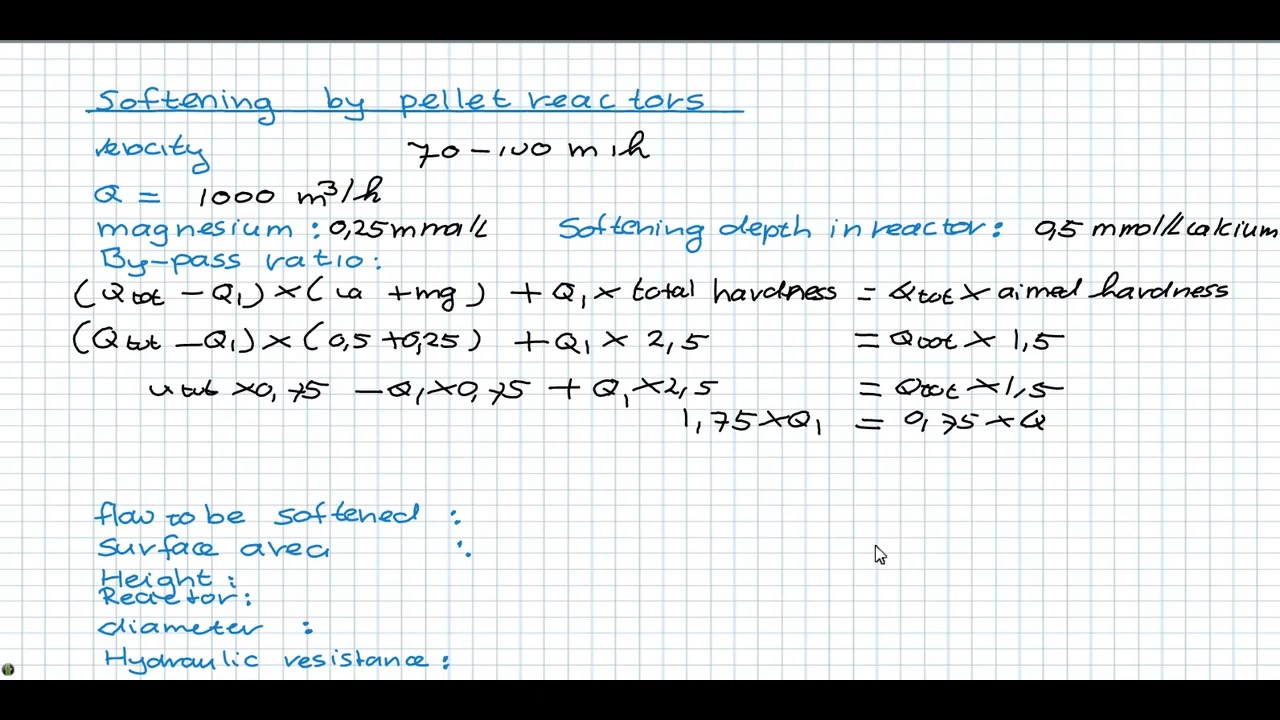 Softening by pellet reactors
velocity 70 – 100 m/h
Q = 1000 m³/h
magnesium : 0,25 mmol/L Softening depth in reactor: 0,5 mmol/L calcium
By-pass ratio:
(Qtot – Q1) × (Ca + mg) + Q1 × total hardness = Qtot × aimed hardness
(Qtot – Q1) × (0,5 + 0,25) + Q1 × 2,5 = Qtot × 1,5
Qtot × 0,75 – Q1 × 0,75 + Q1 × 2,5 = Qtot × 1,5
1,75 × Q1 = 0,75 × Q
flow to be softened :
Surface area :
Height :
Reactor :
diameter :
Hydraulic resistance :